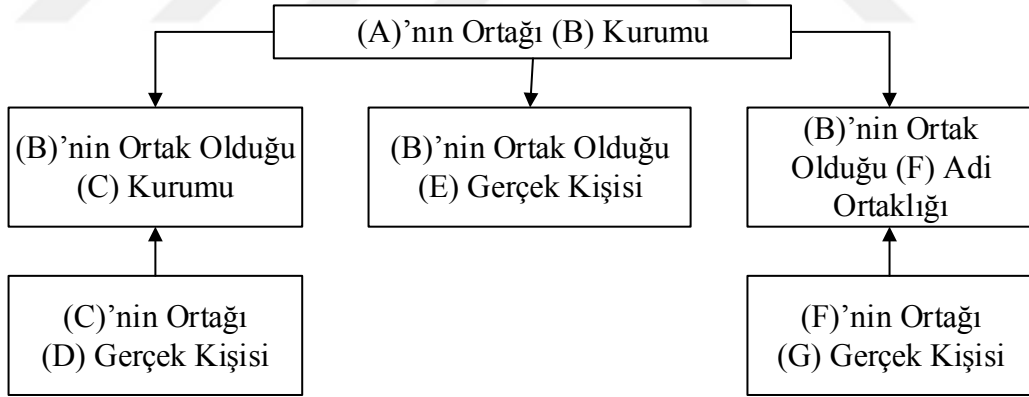 (A)’nın Ortağı (B) Kurumu
(B)’nin Ortak Olduğu
(C) Kurumu
(B)’nin Ortak Olduğu
(E) Gerçek Kişisi
(B)’nin Ortak
Olduğu (F) Adi
Ortaklığı
(C)’nin Ortağı
(D) Gerçek Kişisi
(F)’nin Ortağı
(G) Gerçek Kişisi